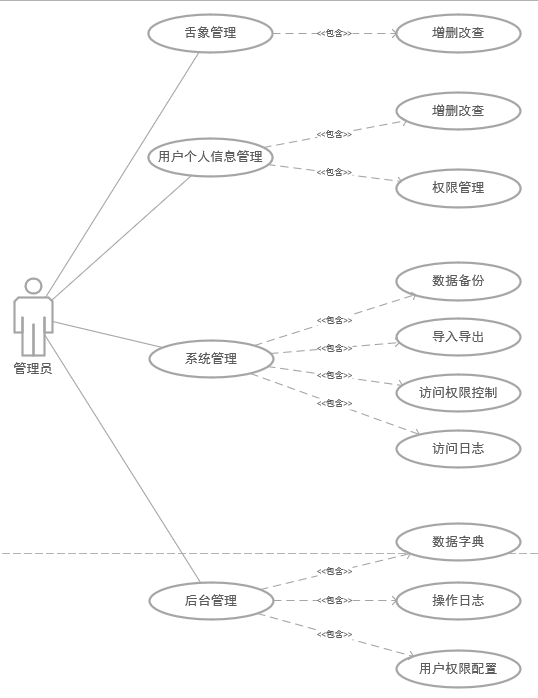 舌象管理
<<包含>>
增删改查
增删改查
<<包含>>
用户个人信息管理
<<包含>>
权限管理
数据备份
<<包含>>
导入导出
<<包含>>
系统管理
管理员
<<包含>>
访问权限控制
<<包含>>
访问日志
数据字典
<<包含>>
后台管理
<<包含>>
操作日志
<<包含>>
用户权限配置